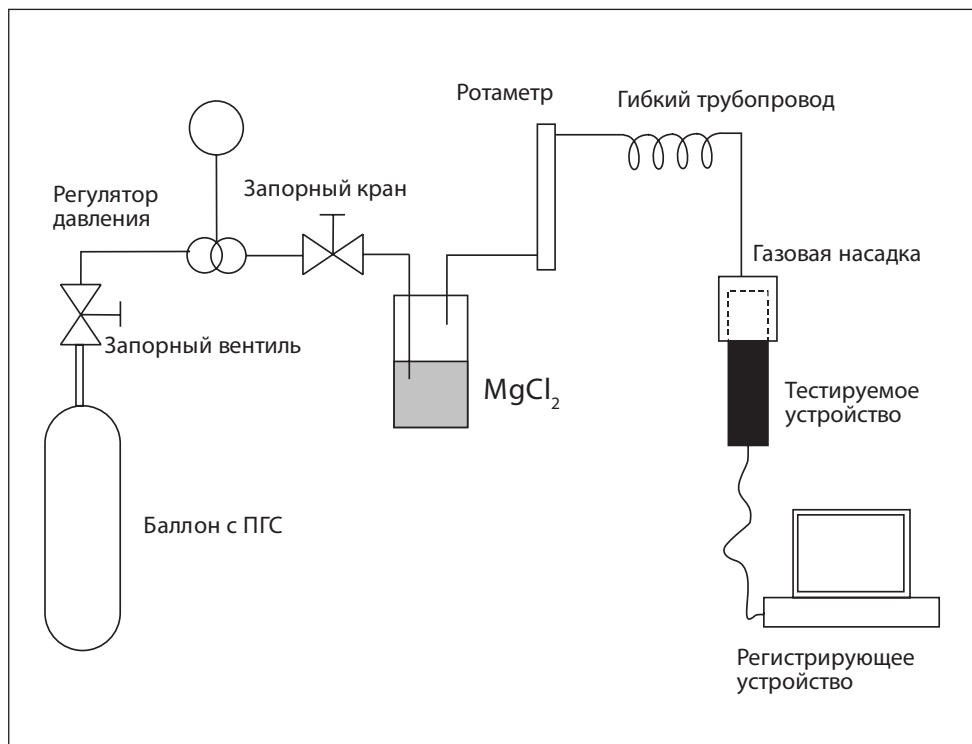 Ротаметр
Гибкий трубопровод
Регулятор
давления
Запорный кран
Газовая насадка
Запорный вентиль
MgCl₂
Тестируемое
устройство
Баллон с ПГС
Регистрирующее
устройство